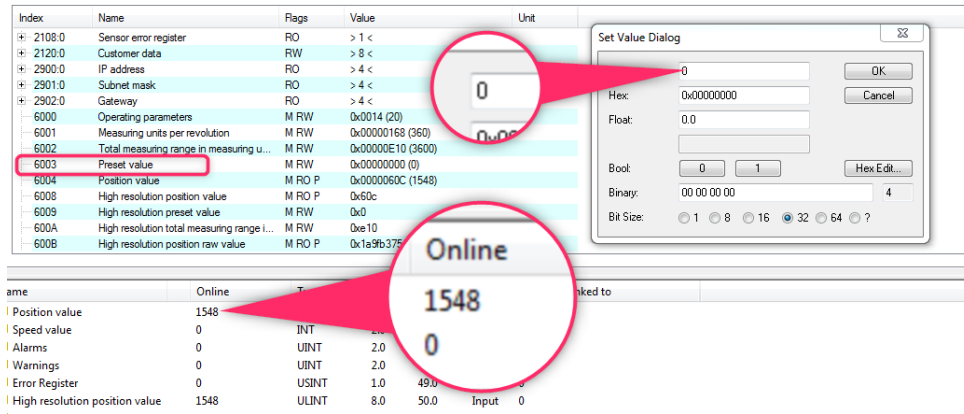 Index Name Flags Value Unit
2108:0 Sensor error register RO > 1 <
2120:0 Customer data RW > 8 <
2900:0 IP address RO > 4 <
2901:0 Subnet mask RO > 4 <
2902:0 Gateway RO > 4 <
6000 Operating parameters M RW 0x0014 (20)
6001 Measuring units per revolution M RW 0x00000168 (360)
6002 Total measuring range in measuring u... M RW 0x00000E10 (3600)
6003 Preset value M RW 0x00000000 (0)
6004 Position value M RO P 0x0000060C (1548)
6008 High resolution position value M RO P 0x60c
6009 High resolution preset value M RW 0x0
600A High resolution total measuring range i... M RW 0xe10
600B High resolution position raw value M RO P 0x1a9fb375
0
Set Value Dialog
0 OK
Hex: 0x00000000 Cancel
Float: 0.0
Bool: 0 1 Hex Edit...
Binary: 00 00 00 00 4
Bit Size: 1 8 16 32 64 ?
Online
1548
0
ame Online nked to
Position value 1548
Speed value 0 INT 2.0
Alarms 0 UINT 2.0
Warnings 0 UINT 2.0
Error Register 0 USINT 1.0 49.0 0
High resolution position value 1548 ULINT 8.0 50.0 Input 0